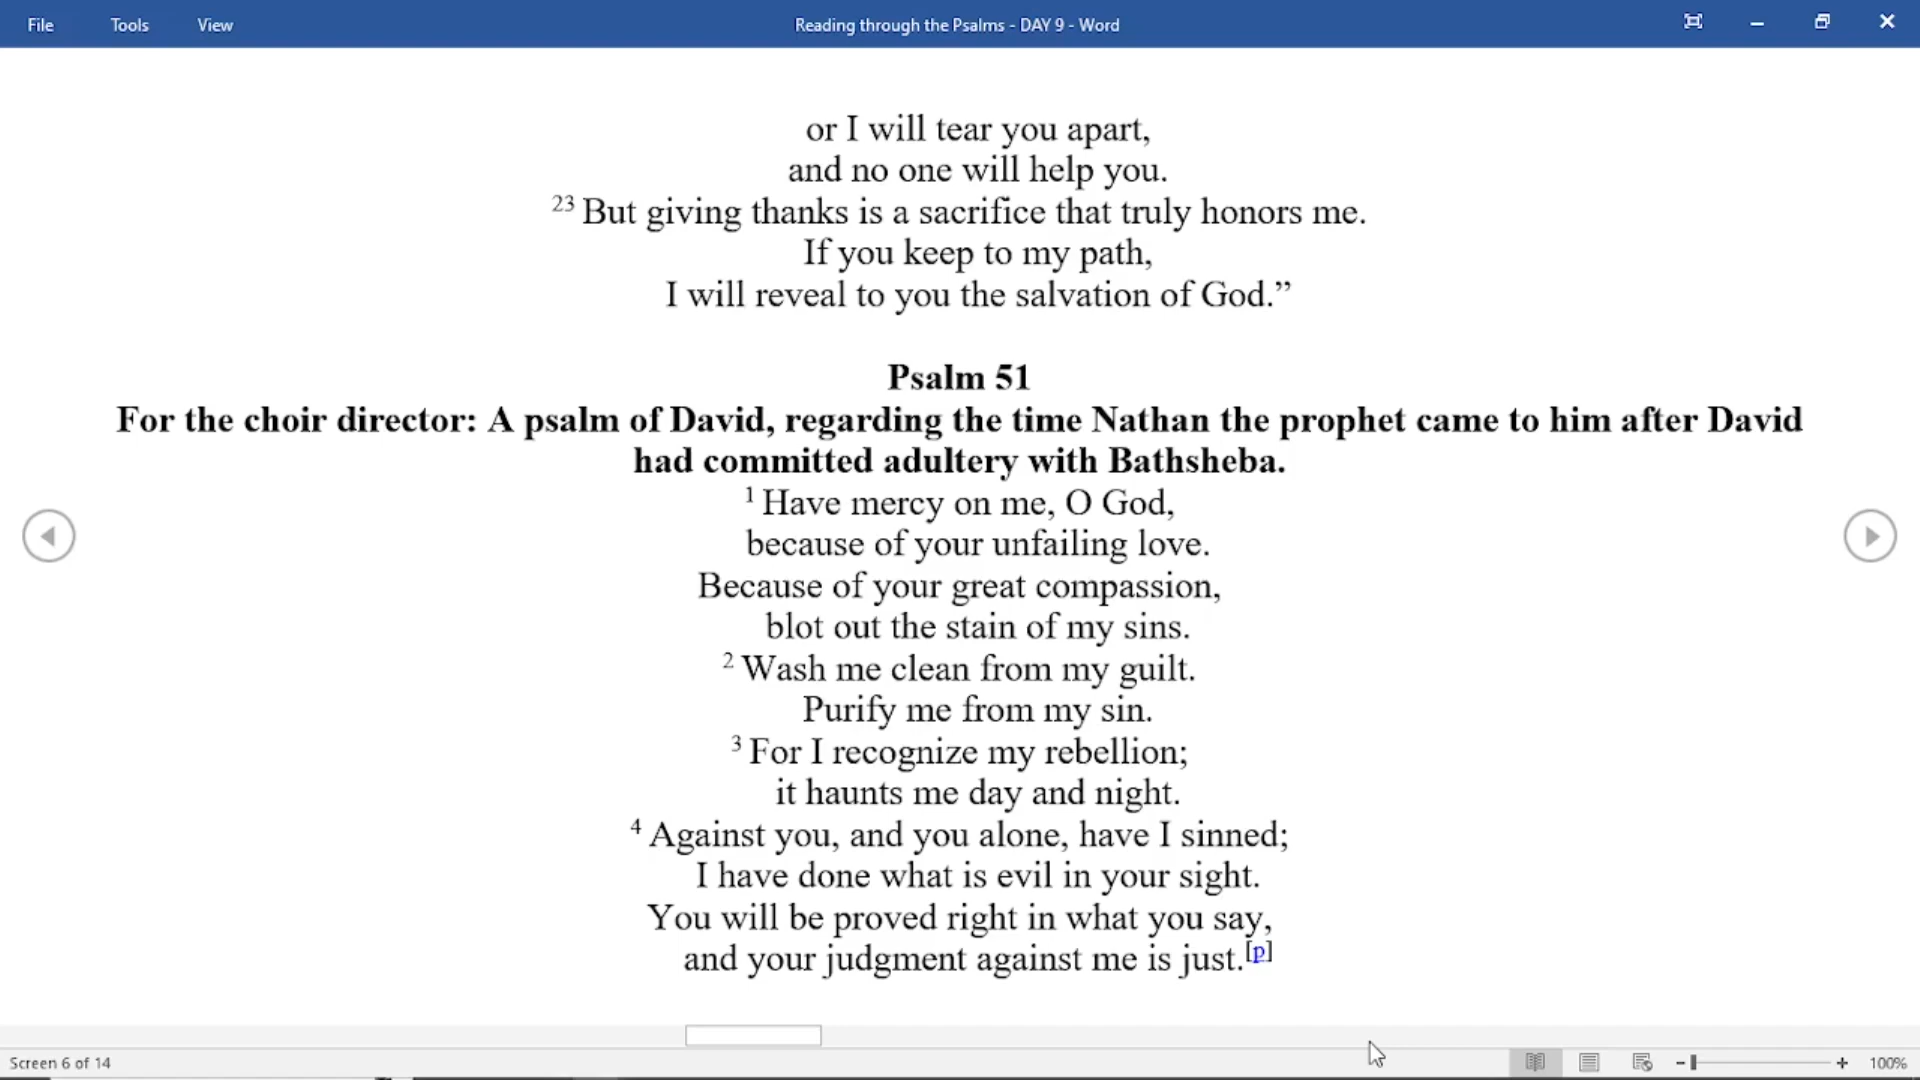 File Tools View Reading through the Psalms - DAY 9 - Word
or I will tear you apart,
and no one will help you.
23 But giving thanks is a sacrifice that truly honors me.
If you keep to my path,
I will reveal to you the salvation of God.”
Psalm 51
For the choir director: A psalm of David, regarding the time Nathan the prophet came to him after David
had committed adultery with Bathsheba.
1 Have mercy on me, O God,
because of your unfailing love.
Because of your great compassion,
blot out the stain of my sins.
2 Wash me clean from my guilt.
Purify me from my sin.
3 For I recognize my rebellion;
it haunts me day and night.
4 Against you, and you alone, have I sinned;
I have done what is evil in your sight.
You will be proved right in what you say,
and your judgment against me is just.[p]
Screen 6 of 14 100%